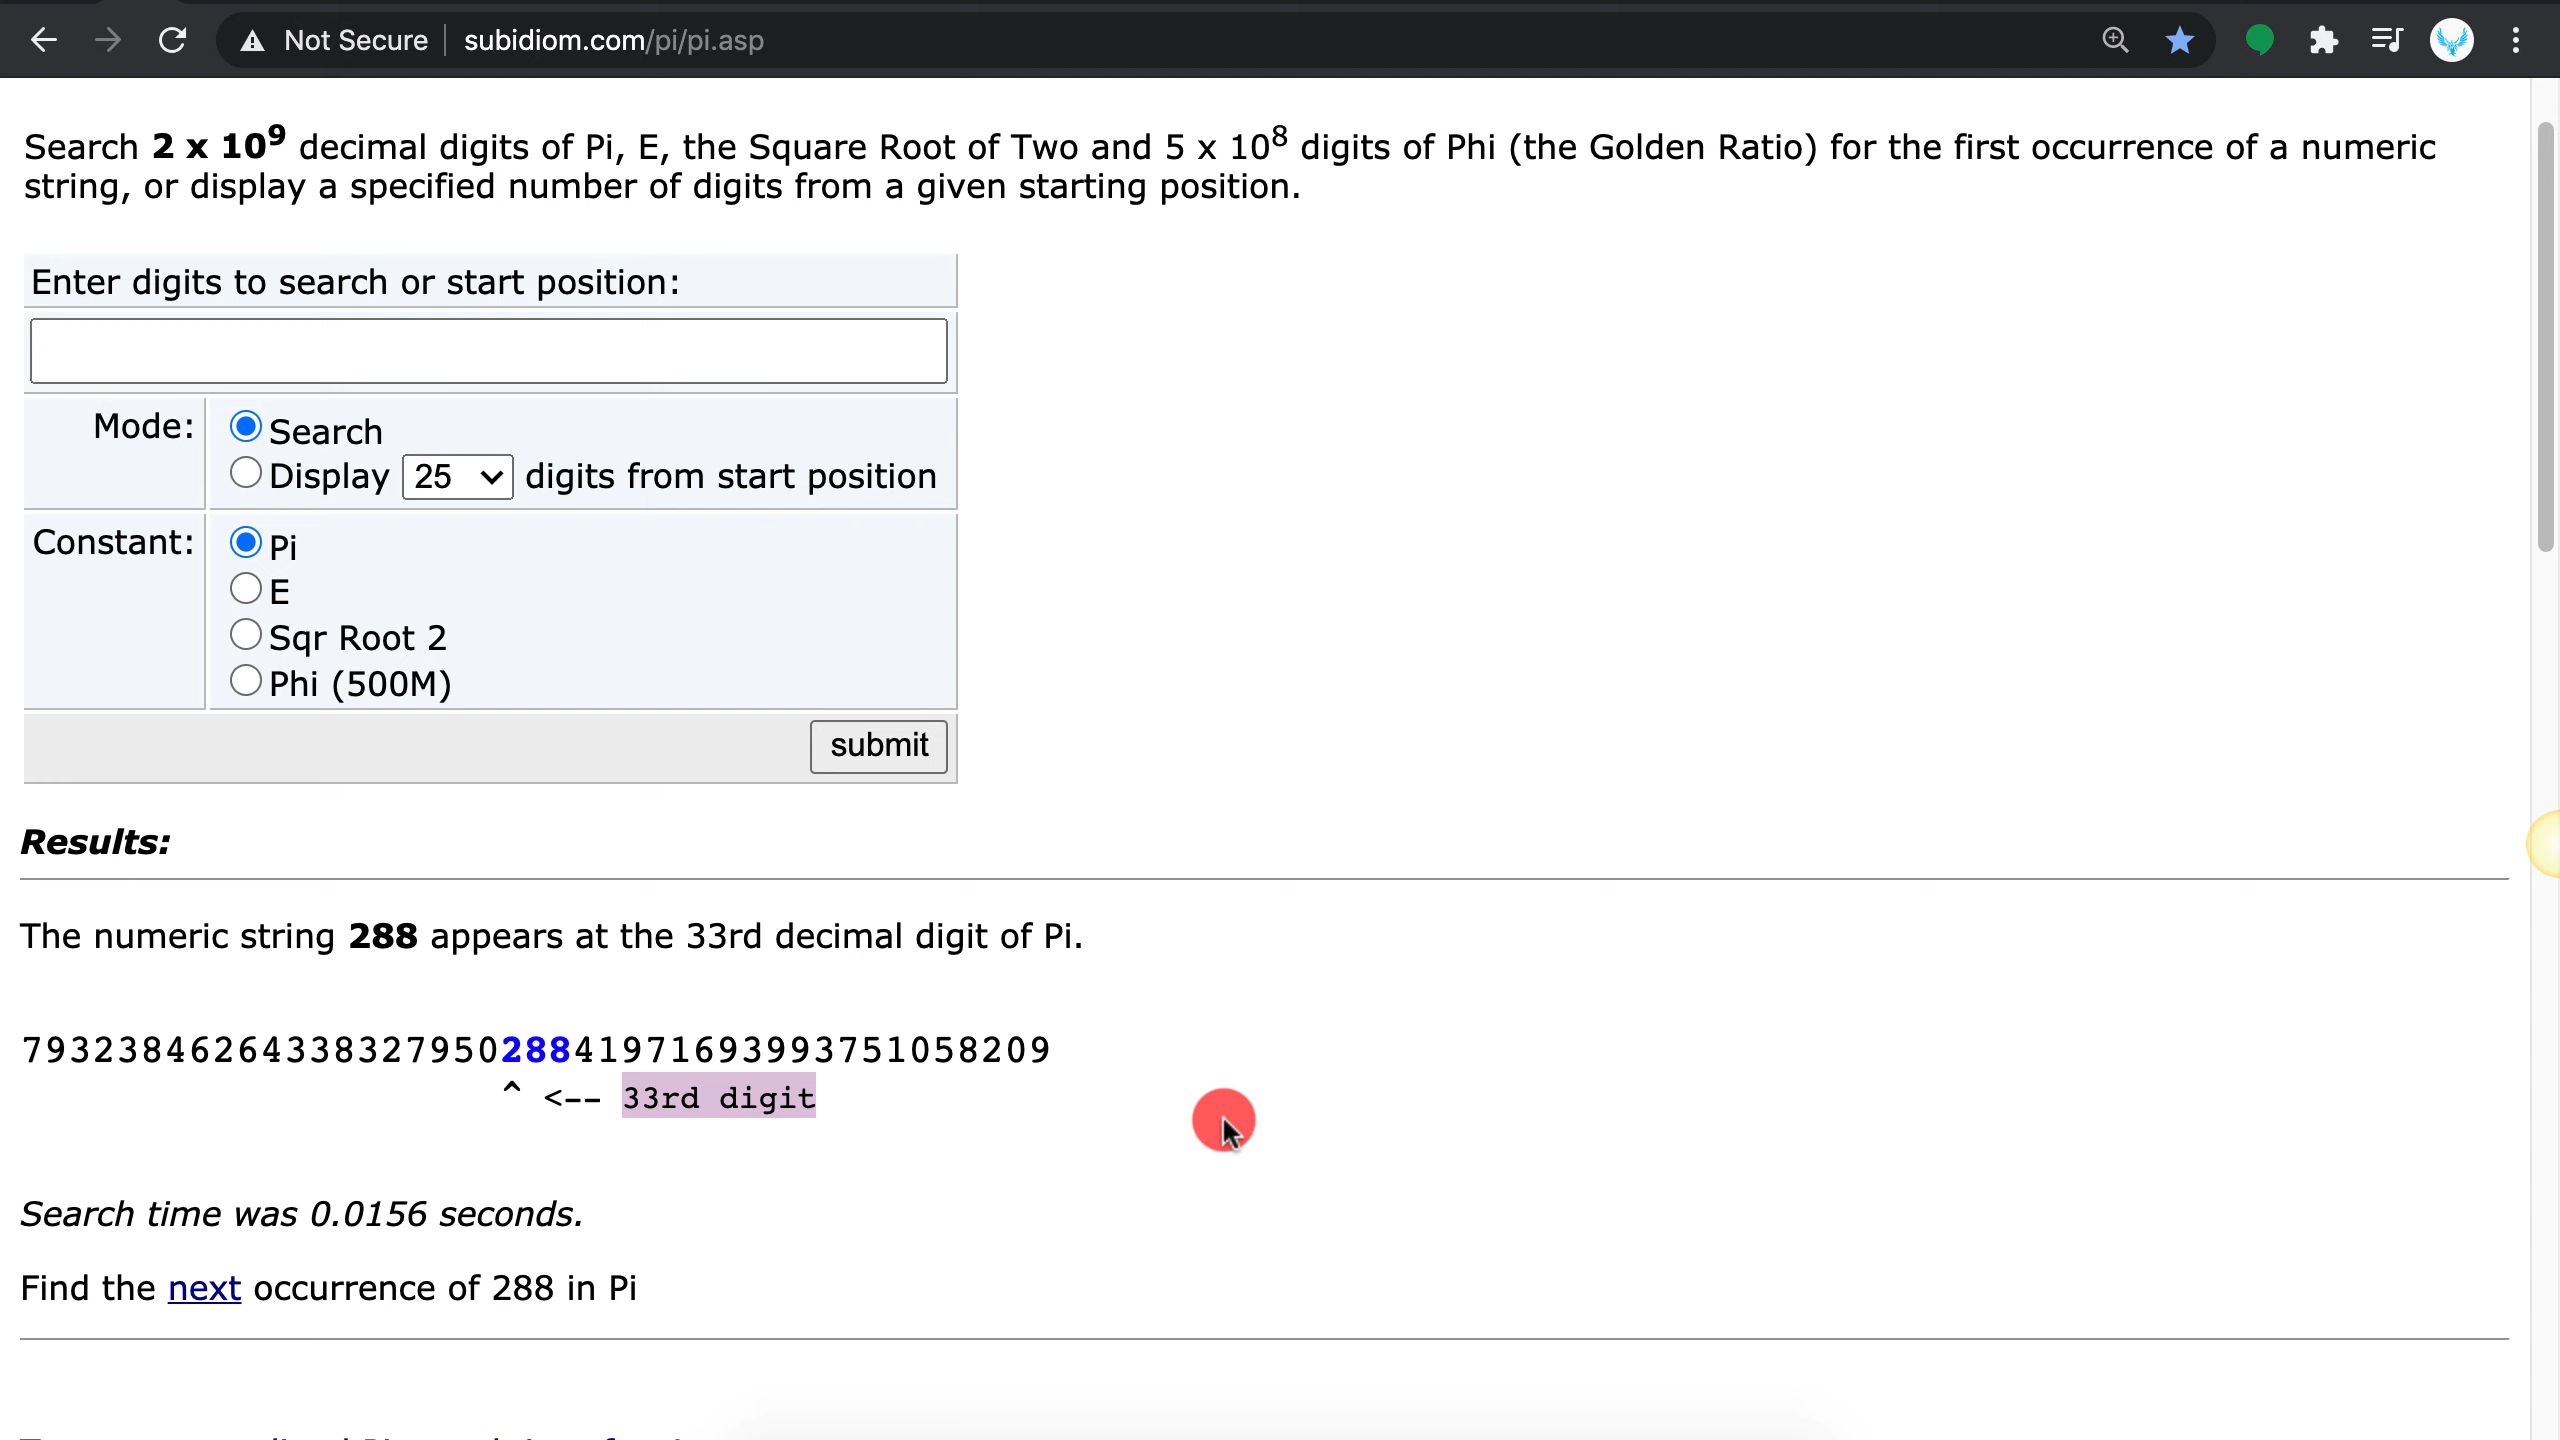 Not Secure subidiom.com/pi/pi.asp
Search 2 x 10⁹ decimal digits of Pi, E, the Square Root of Two and 5 x 10⁸ digits of Phi (the Golden Ratio) for the first occurrence of a numeric
string, or display a specified number of digits from a given starting position.
Enter digits to search or start position:
Mode: Search
Display 25 digits from start position
Constant: Pi
E
Sqr Root 2
Phi (500M)
submit
Results:
The numeric string 288 appears at the 33rd decimal digit of Pi.
7932384626433832795028841971693993751058209
^ <-- 33rd digit
Search time was 0.0156 seconds.
Find the next occurrence of 288 in Pi